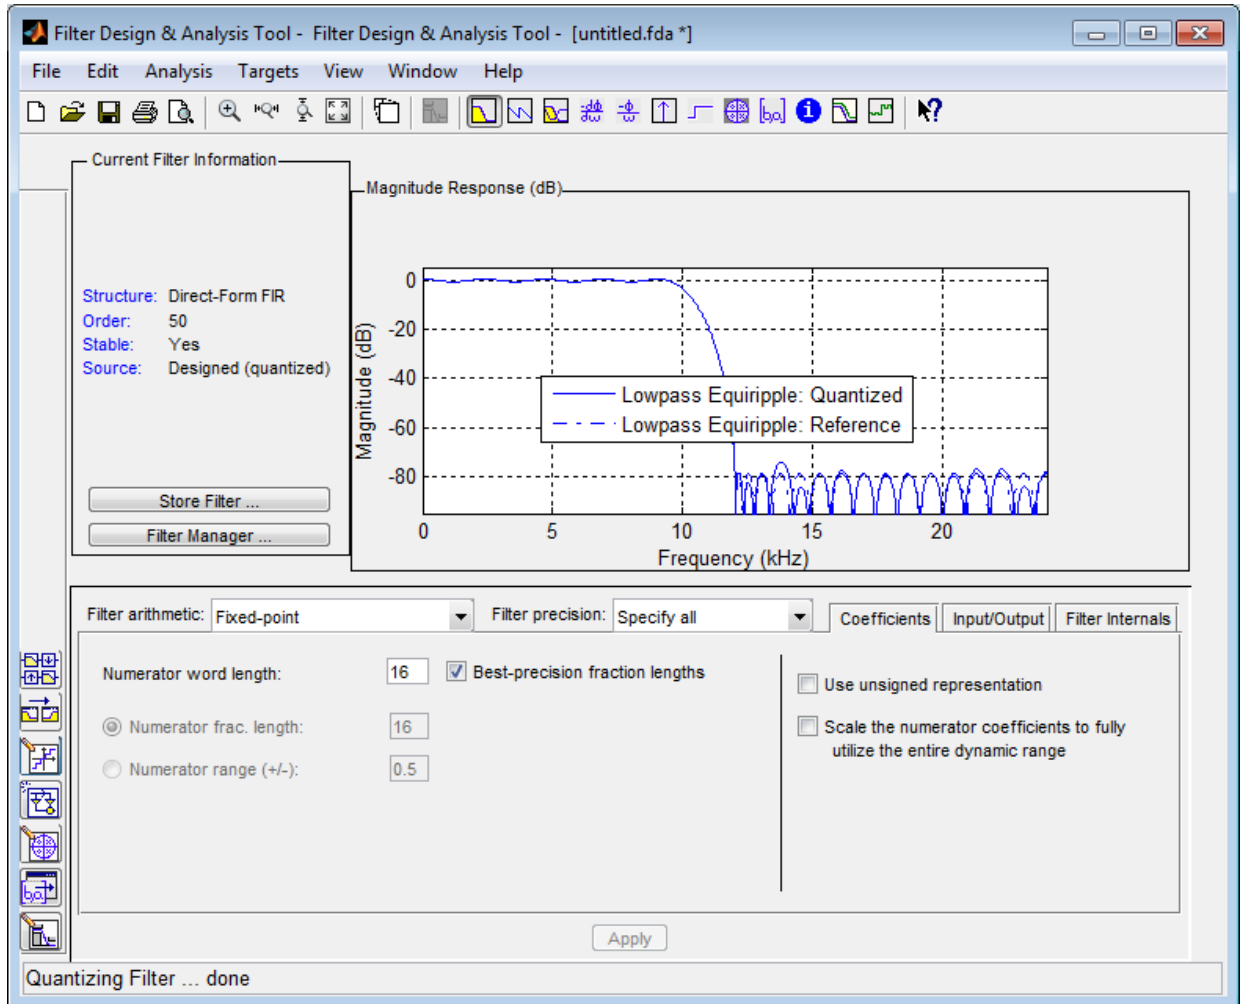 Filter Design & Analysis Tool - Filter Design & Analysis Tool - [untitled.fda *]
File Edit Analysis Targets View Window Help
Current Filter Information
Structure: Direct-Form FIR
Order: 50
Stable: Yes
Source: Designed (quantized)
Store Filter ...
Filter Manager ...
Magnitude Response (dB)
Magnitude (dB)
0
-20
-40
-60
-80
Lowpass Equiripple: Quantized
Lowpass Equiripple: Reference
0 5 10 15 20
Frequency (kHz)
Filter arithmetic: Fixed-point Filter precision: Specify all Coefficients Input/Output Filter Internals
Numerator word length: 16 Best-precision fraction lengths
Numerator frac. length: 16
Numerator range (+/-): 0.5
Use unsigned representation
Scale the numerator coefficients to fully
utilize the entire dynamic range
Apply
Quantizing Filter ... done